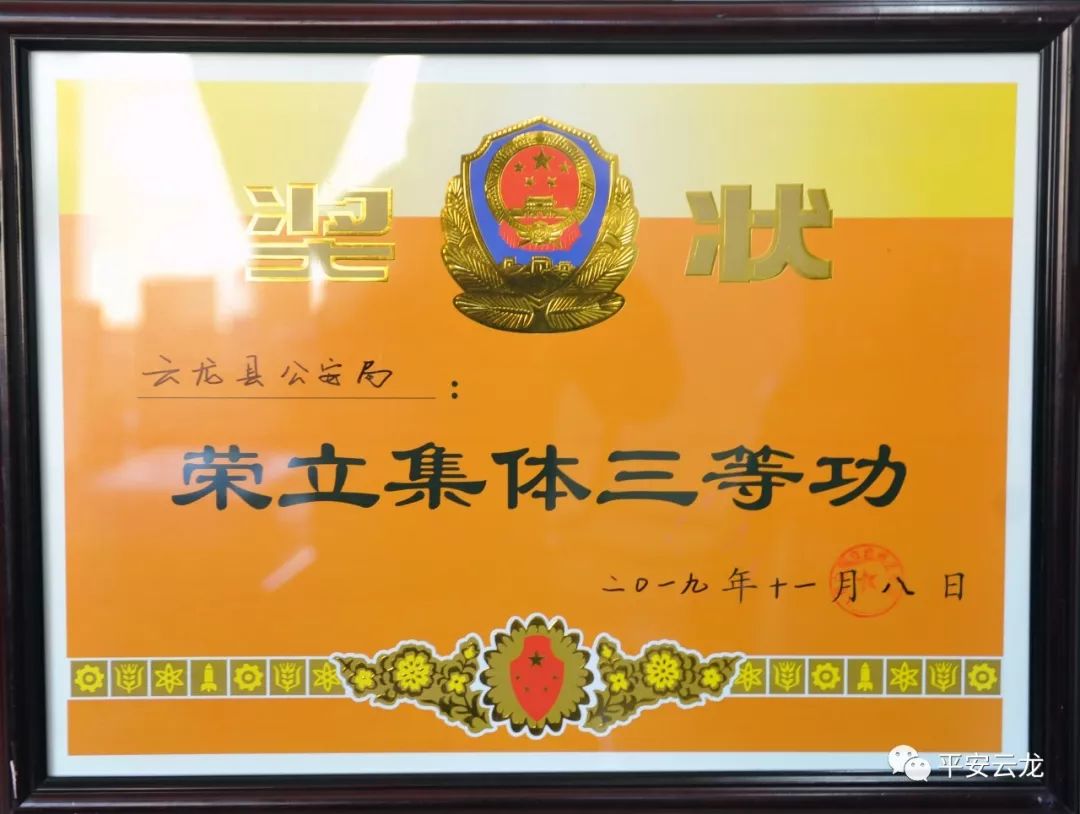 奖状
云龙县公安局：
荣立集体三等功
二〇一九年十一月八日
平安云龙